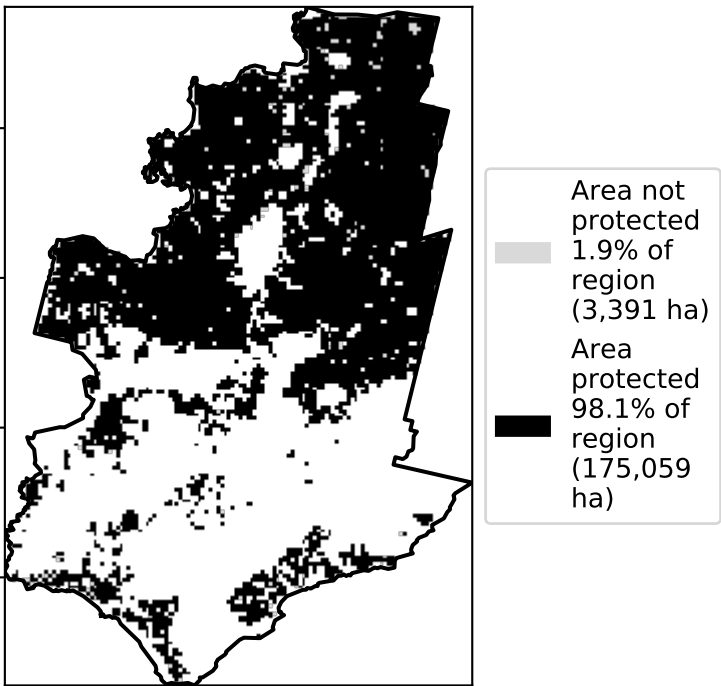 Area not
protected
1.9% of
region
(3,391 ha)
Area
protected
98.1% of
region
(175,059
ha)